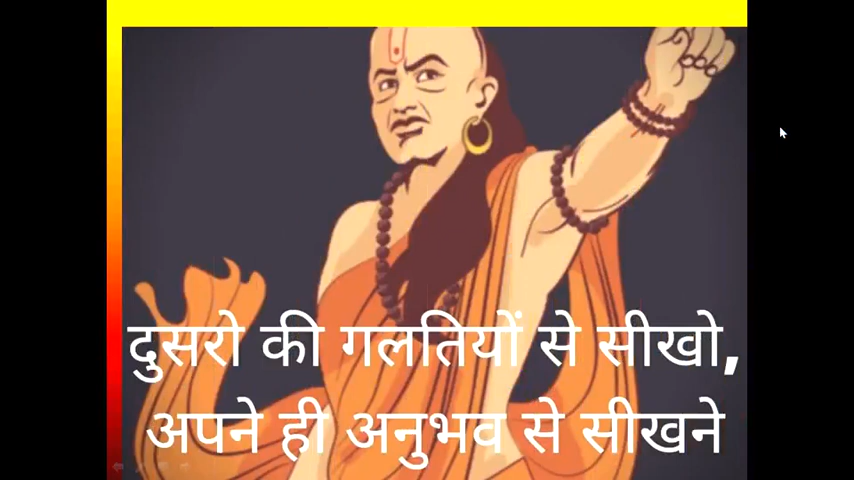 दुसरो की गलतियों से सीखो,
अपने ही अनुभव से सीखने